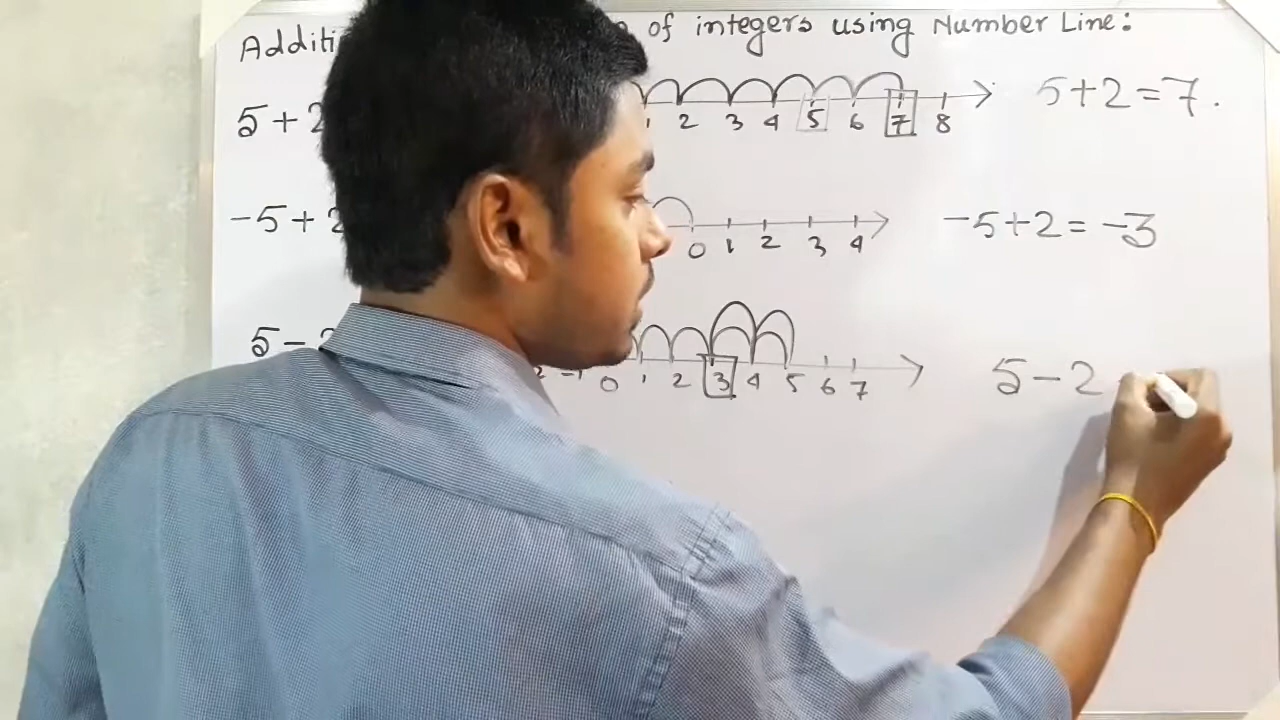 of integers using Number Line:
5+2
1 2 3 4 5 6 7 8
5+2=7.
-5+2
0 1 2 3 4
-5+2=-3
5-2
-1 0 1 2 3 4 5 6 7
5-2